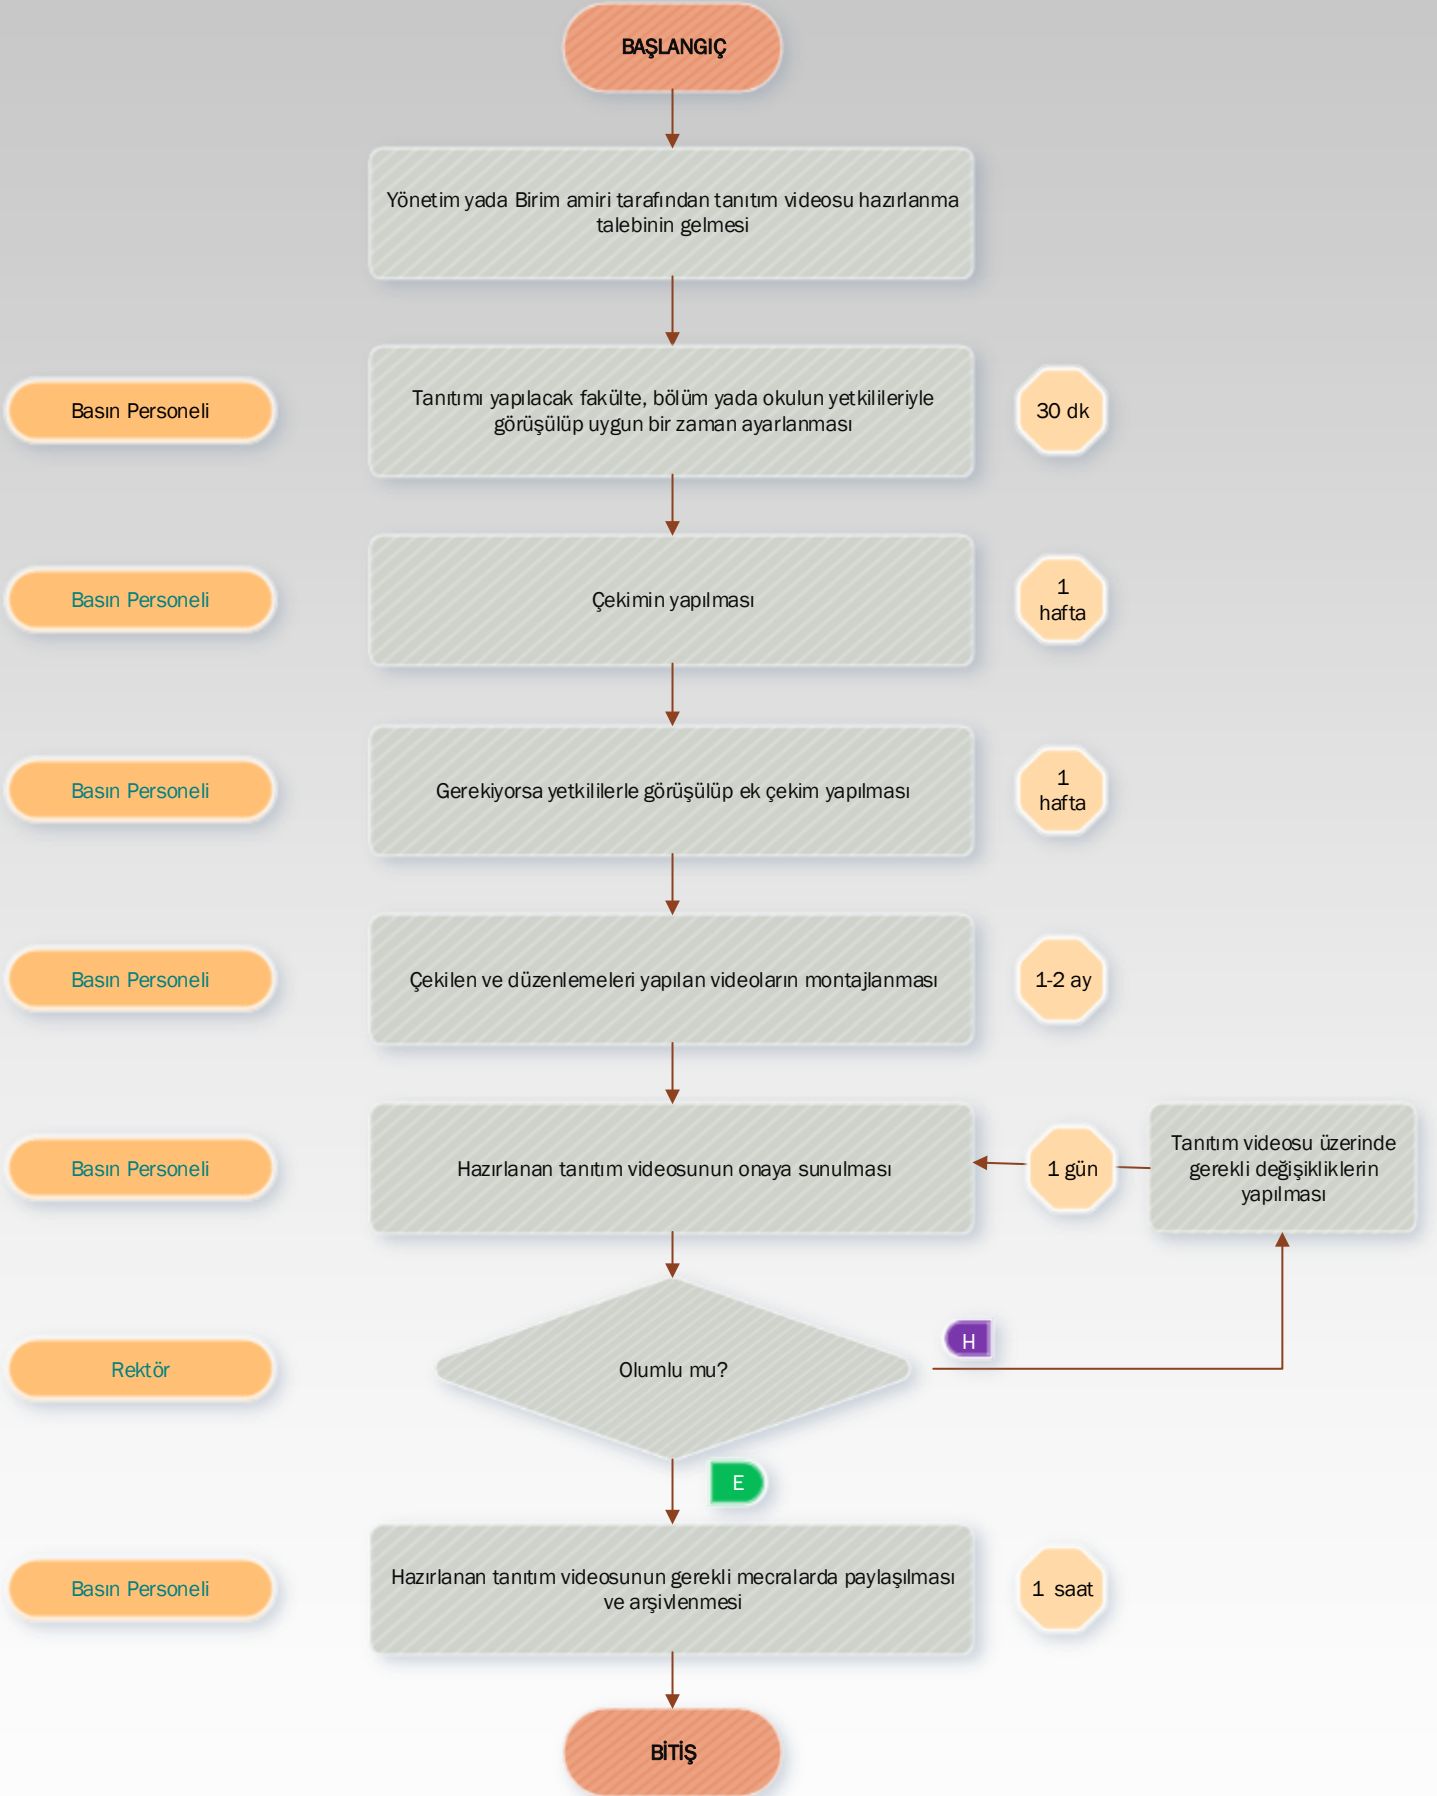 BAŞLANGIÇ
Yönetim yada Birim amiri tarafından tanıtım videosu hazırlanma
talebinin gelmesi
Basın Personeli
Tanıtımı yapılacak fakülte, bölüm yada okulun yetkilileriyle
görüşülüp uygun bir zaman ayarlanması
30 dk
Basın Personeli
Çekimin yapılması
1
hafta
Basın Personeli
Gerekiyorsa yetkililerle görüşülüp ek çekim yapılması
1
hafta
Basın Personeli
Çekilen ve düzenlemeleri yapılan videoların montajlanması
1-2 ay
Basın Personeli
Hazırlanan tanıtım videosunun onaya sunulması
1 gün
Tanıtım videosu üzerinde
gerekli değişikliklerin
yapılması
Rektör
Olumlu mu?
H
E
Basın Personeli
Hazırlanan tanıtım videosunun gerekli mecralarda paylaşılması
ve arşivlenmesi
1 saat
BİTİŞ